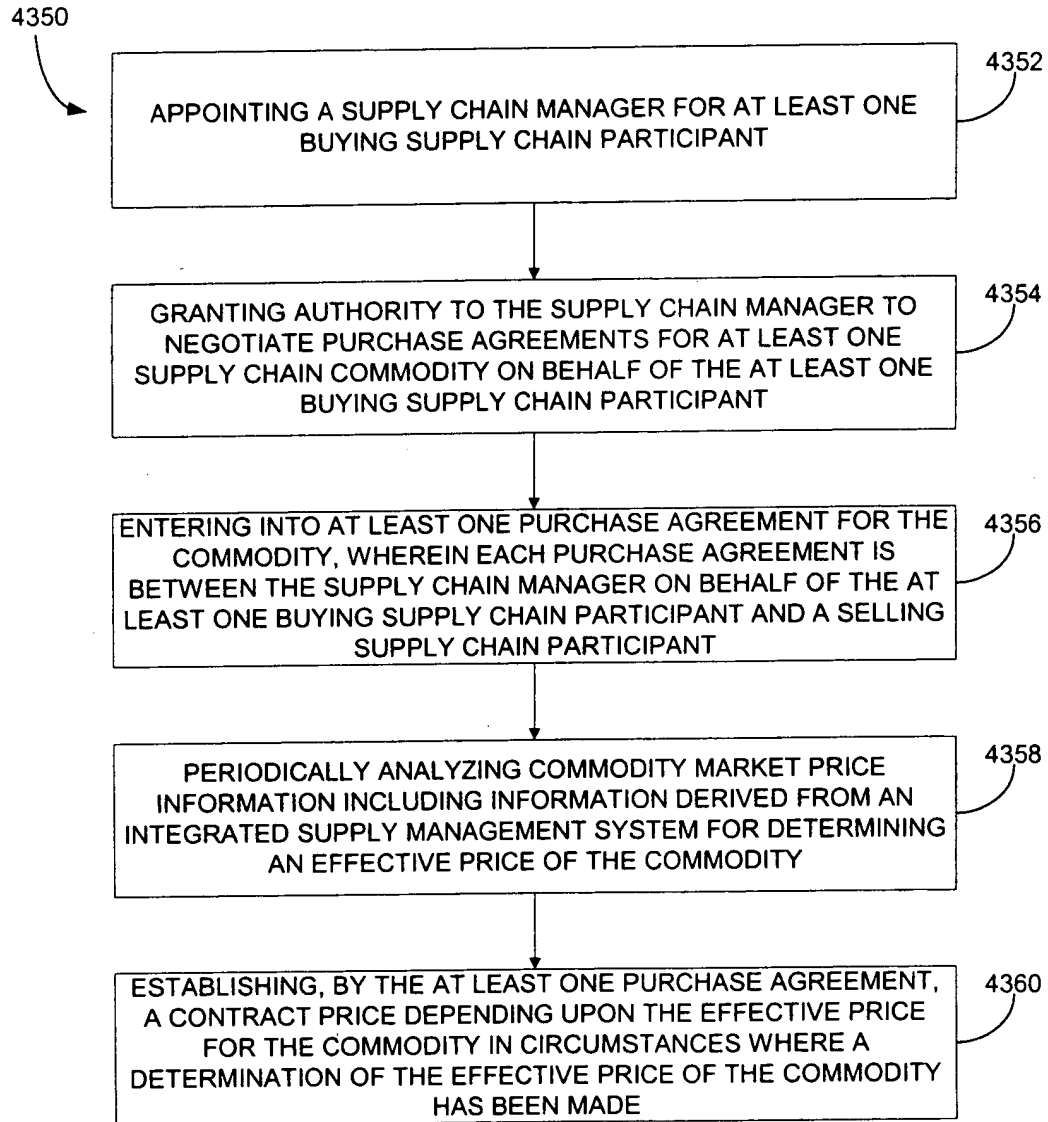 4350
4352
APPOINTING A SUPPLY CHAIN MANAGER FOR AT LEAST ONE
BUYING SUPPLY CHAIN PARTICIPANT
4354
GRANTING AUTHORITY TO THE SUPPLY CHAIN MANAGER TO
NEGOTIATE PURCHASE AGREEMENTS FOR AT LEAST ONE
SUPPLY CHAIN COMMODITY ON BEHALF OF THE AT LEAST ONE
BUYING SUPPLY CHAIN PARTICIPANT
4356
ENTERING INTO AT LEAST ONE PURCHASE AGREEMENT FOR THE
COMMODITY, WHEREIN EACH PURCHASE AGREEMENT IS
BETWEEN THE SUPPLY CHAIN MANAGER ON BEHALF OF THE AT
LEAST ONE BUYING SUPPLY CHAIN PARTICIPANT AND A SELLING
SUPPLY CHAIN PARTICIPANT
4358
PERIODICALLY ANALYZING COMMODITY MARKET PRICE
INFORMATION INCLUDING INFORMATION DERIVED FROM AN
INTEGRATED SUPPLY MANAGEMENT SYSTEM FOR DETERMINING
AN EFFECTIVE PRICE OF THE COMMODITY
4360
ESTABLISHING, BY THE AT LEAST ONE PURCHASE AGREEMENT,
A CONTRACT PRICE DEPENDING UPON THE EFFECTIVE PRICE
FOR THE COMMODITY IN CIRCUMSTANCES WHERE A
DETERMINATION OF THE EFFECTIVE PRICE OF THE COMMODITY
HAS BEEN MADE